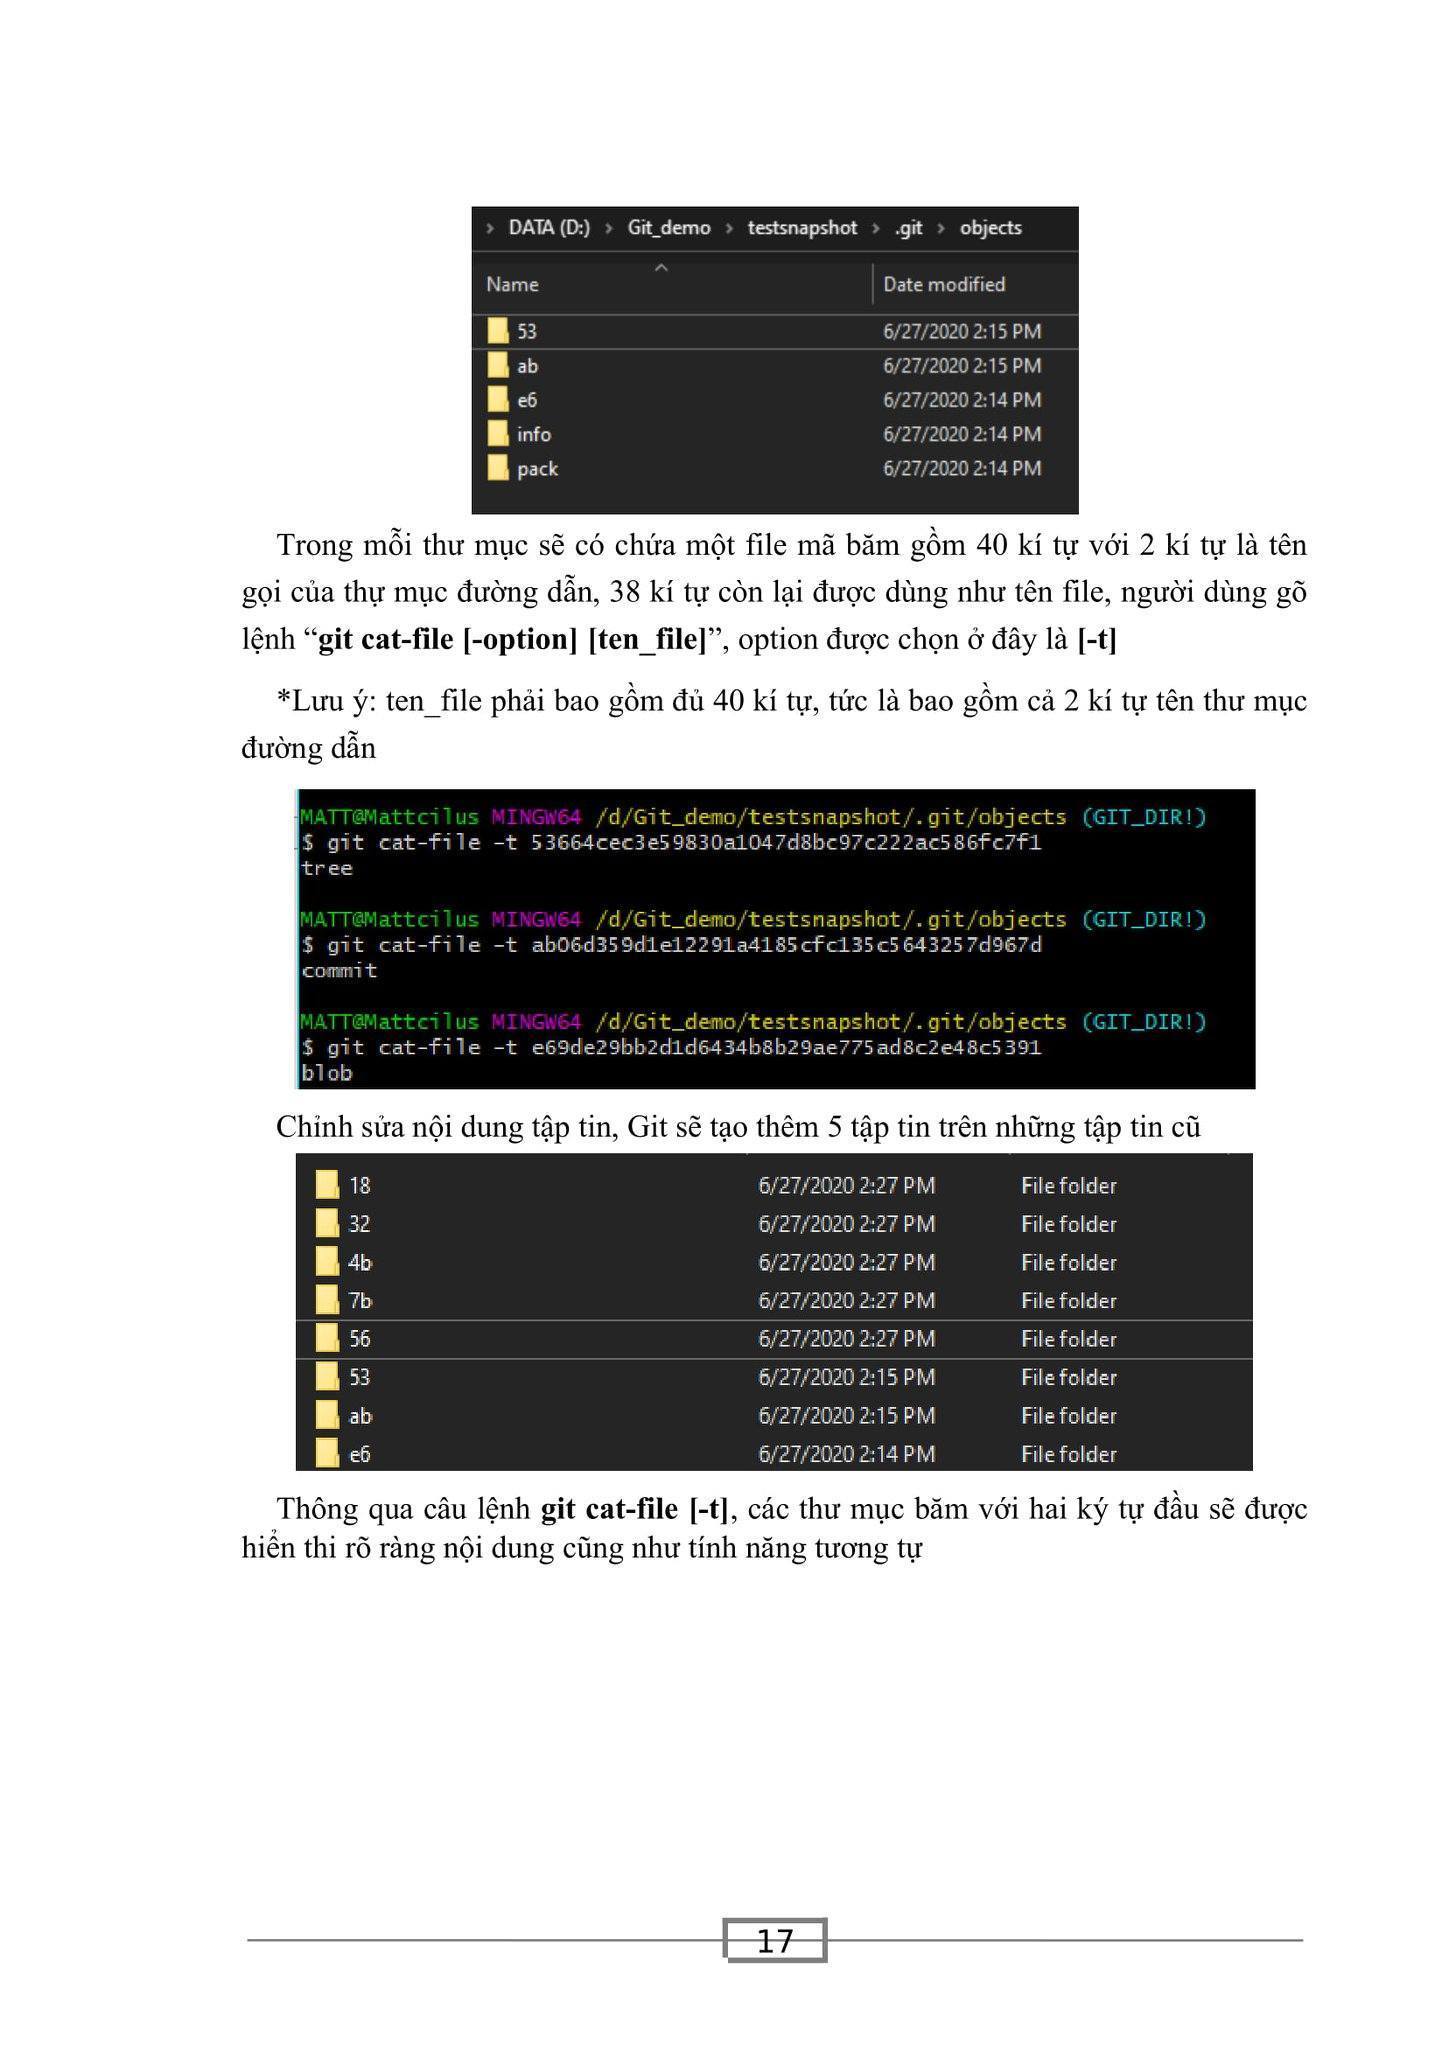 › DATA (D:) › Git_demo › testsnapshot › .git › objects
Name Date modified
53 6/27/2020 2:15 PM
ab 6/27/2020 2:15 PM
e6 6/27/2020 2:14 PM
info 6/27/2020 2:14 PM
pack 6/27/2020 2:14 PM
Trong mỗi thư mục sẽ có chứa một file mã băm gồm 40 kí tự với 2 kí tự là tên
gọi của thự mục đường dẫn, 38 kí tự còn lại được dùng như tên file, người dùng gõ
lệnh “git cat-file [-option] [ten_file]”, option được chọn ở đây là [-t]
*Lưu ý: ten_file phải bao gồm đủ 40 kí tự, tức là bao gồm cả 2 kí tự tên thư mục
đường dẫn
MATT@Mattcilus MINGW64 /d/Git_demo/testsnapshot/.git/objects (GIT_DIR!)
$ git cat-file -t 53664cec3e59830a1047d8bc97c222ac586fc7f1
tree
MATT@Mattcilus MINGW64 /d/Git_demo/testsnapshot/.git/objects (GIT_DIR!)
$ git cat-file -t ab06d359d1e12291a4185cfc135c5643257d967d
commit
MATT@Mattcilus MINGW64 /d/Git_demo/testsnapshot/.git/objects (GIT_DIR!)
$ git cat-file -t e69de29bb2d1d6434b8b29ae775ad8c2e48c5391
blob
Chỉnh sửa nội dung tập tin, Git sẽ tạo thêm 5 tập tin trên những tập tin cũ
18 6/27/2020 2:27 PM File folder
32 6/27/2020 2:27 PM File folder
4b 6/27/2020 2:27 PM File folder
7b 6/27/2020 2:27 PM File folder
56 6/27/2020 2:27 PM File folder
53 6/27/2020 2:15 PM File folder
ab 6/27/2020 2:15 PM File folder
e6 6/27/2020 2:14 PM File folder
Thông qua câu lệnh git cat-file [-t], các thư mục băm với hai ký tự đầu sẽ được
hiển thi rõ ràng nội dung cũng như tính năng tương tự
17